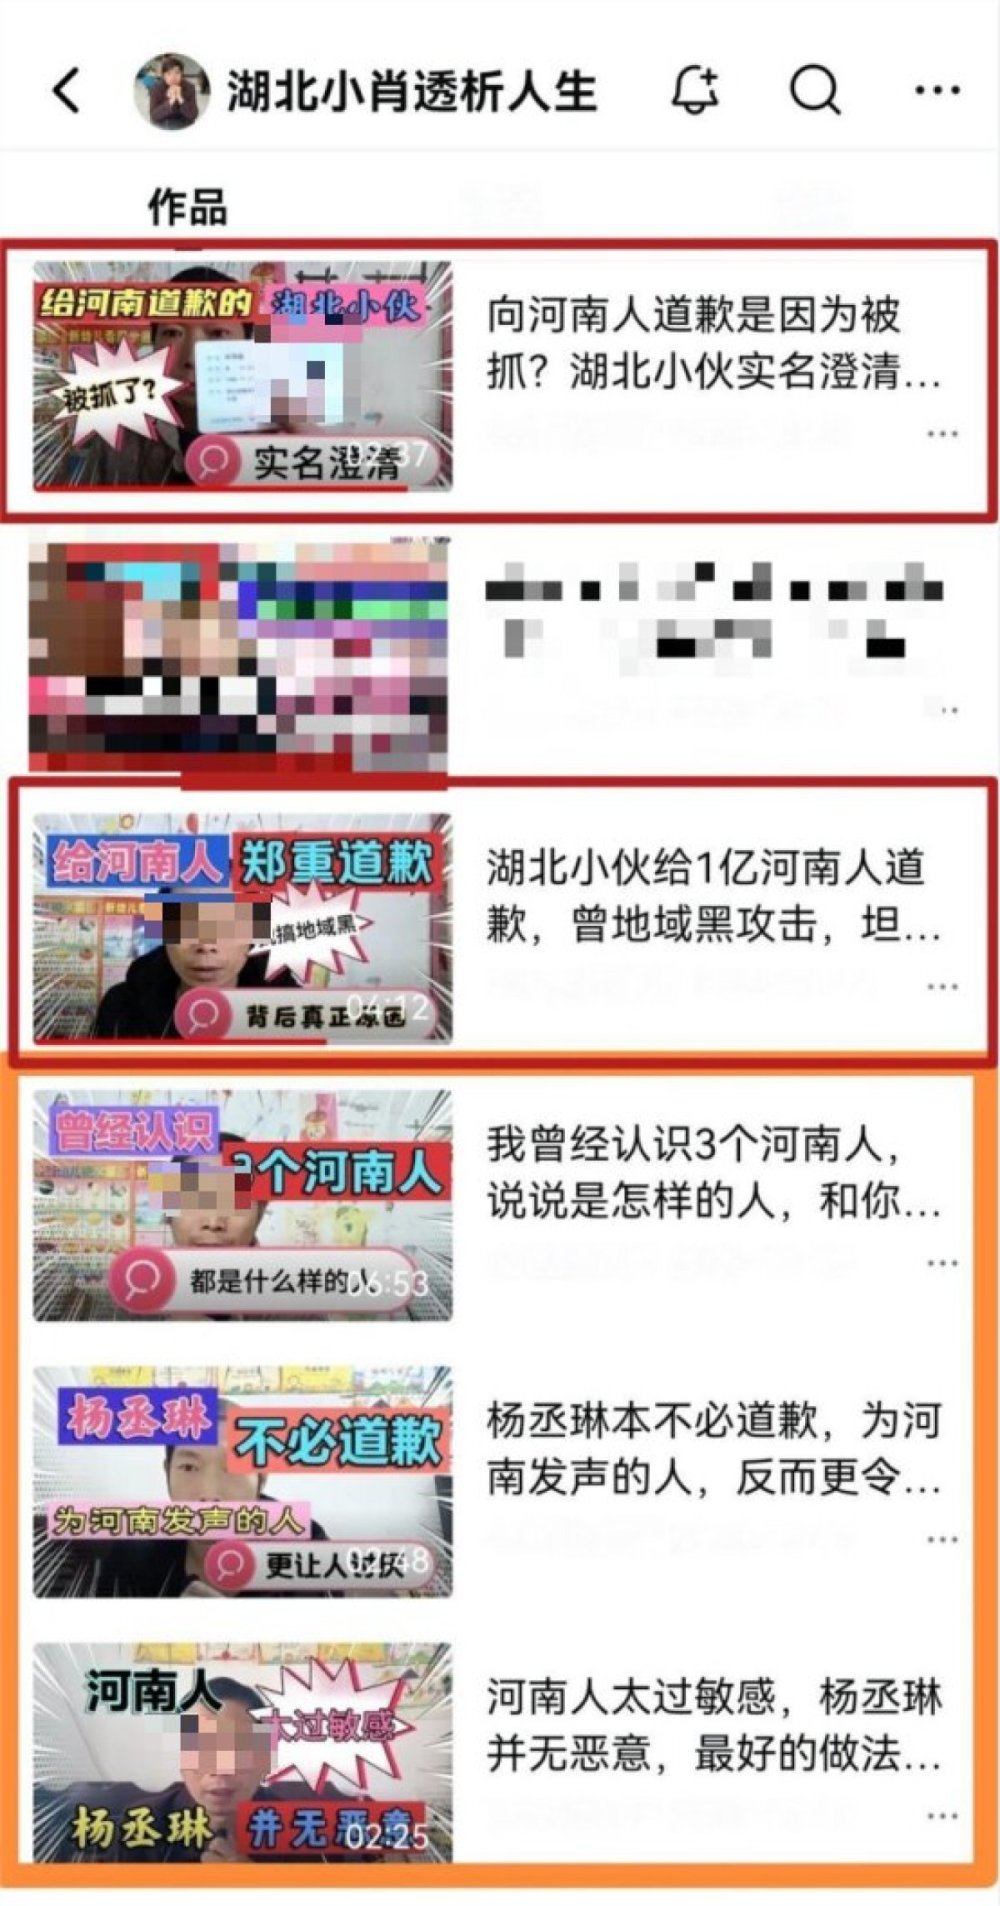 湖北小肖透析人生
作品
给河南道歉的 湖北小伙
被抓了？
实名澄清
02:37
向河南人道歉是因为被
抓？湖北小伙实名澄清...
给河南人 郑重道歉
搞地域黑
背后真正原因
04:12
湖北小伙给1亿河南人道
歉，曾地域黑攻击，坦...
曾经认识
3个河南人
都是什么样的人
06:53
我曾经认识3个河南人，
说说是怎样的人，和你...
杨丞琳
不必道歉
为河南发声的人
更让人讨厌
02:48
杨丞琳本不必道歉，为河
南发声的人，反而更令...
河南人
太过敏感
杨丞琳 并无恶意
02:25
河南人太过敏感，杨丞琳
并无恶意，最好的做法...